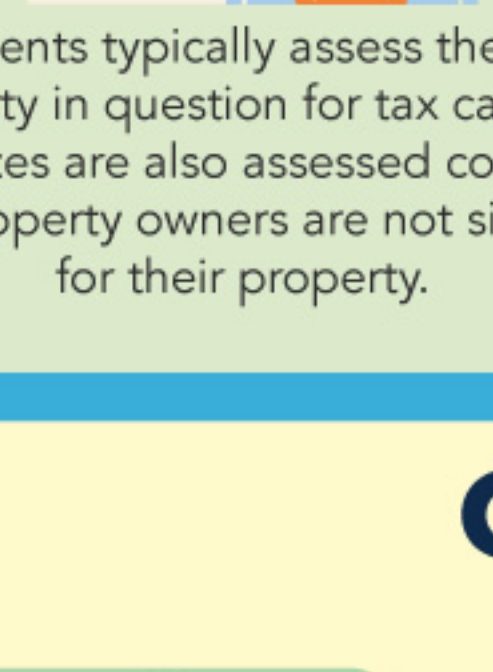 ents typically assess the
ty in question for tax ca
es are also assessed co
perty owners are not si
for their property.